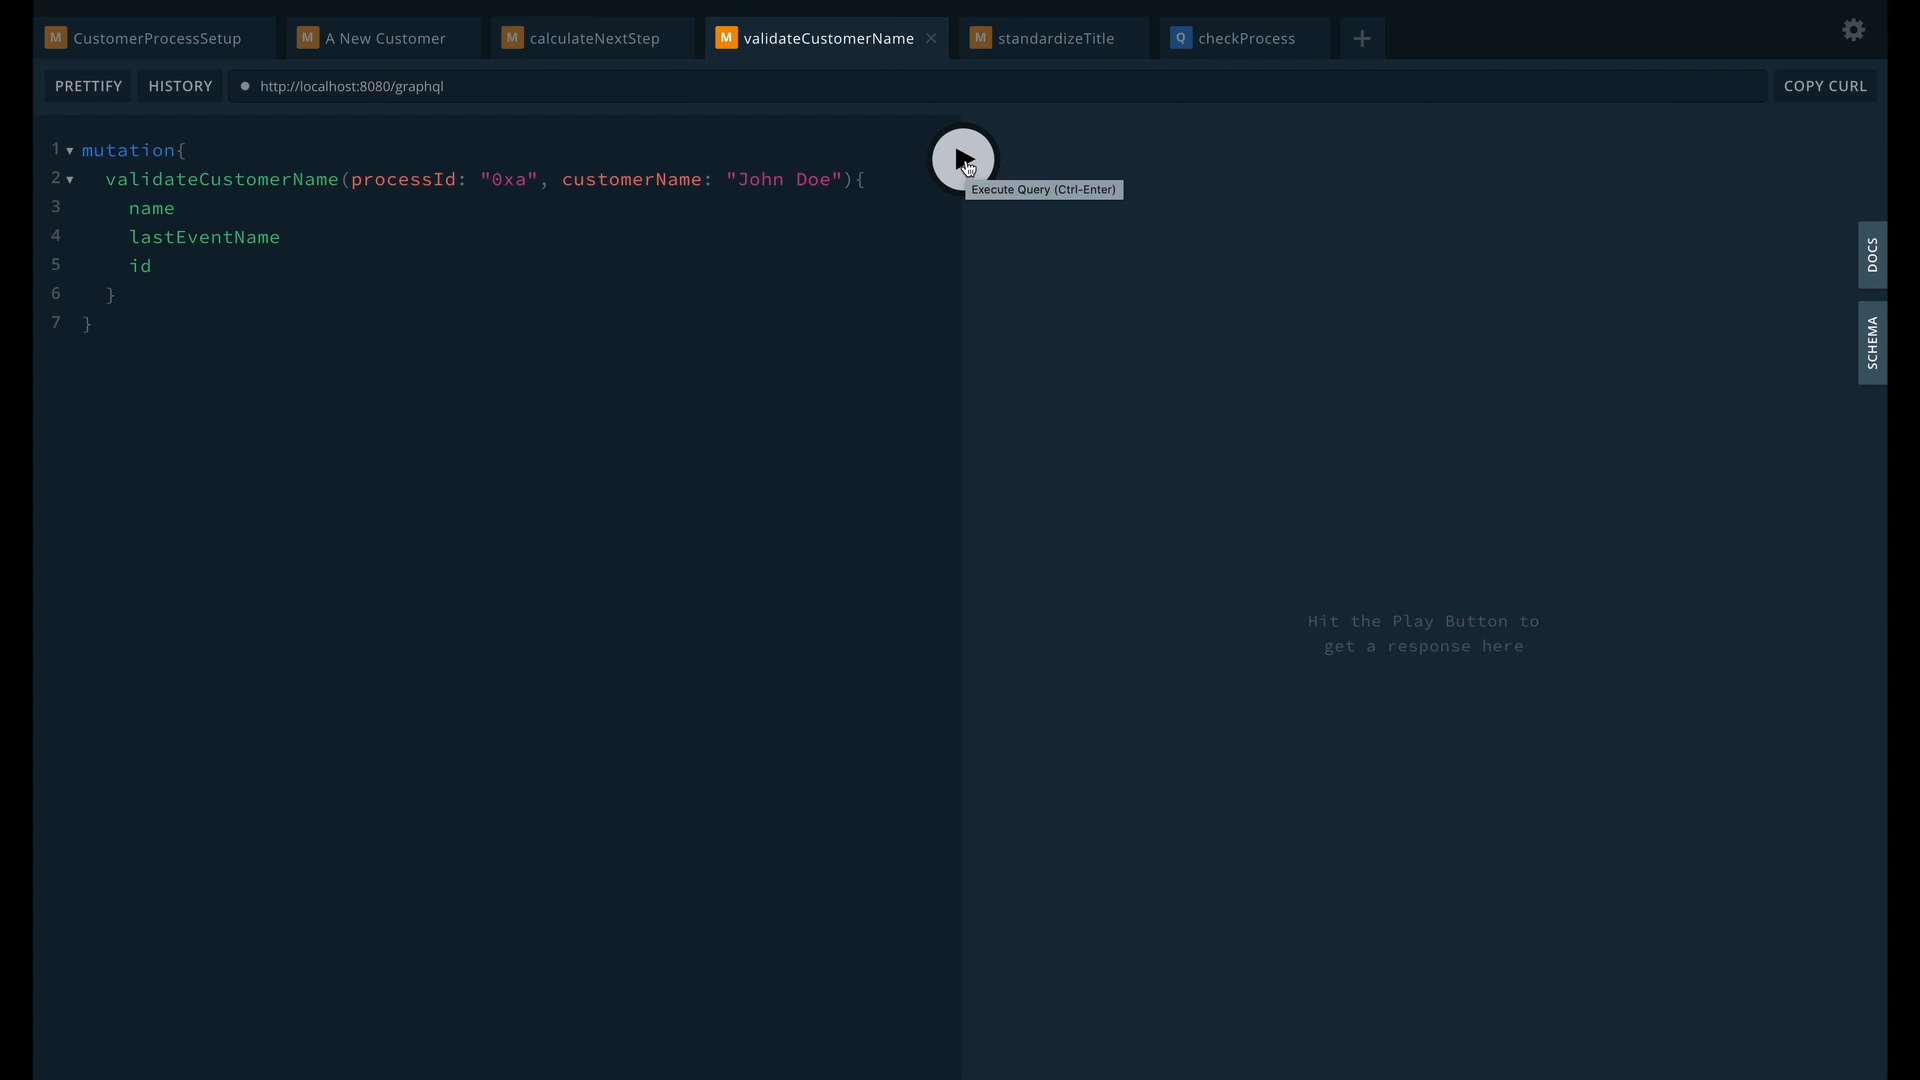 M CustomerProcessSetup
M A New Customer
M calculateNextStep
M validateCustomerName
M standardizeTitle
Q checkProcess
PRETTIFY
HISTORY
http://localhost:8080/graphql
COPY CURL
1 mutation{
2 validateCustomerName(processId: "0xa", customerName: "John Doe"){
3 name
4 lastEventName
5 id
6 }
7 }
Execute Query (Ctrl-Enter)
DOCS
SCHEMA
Hit the Play Button to
get a response here